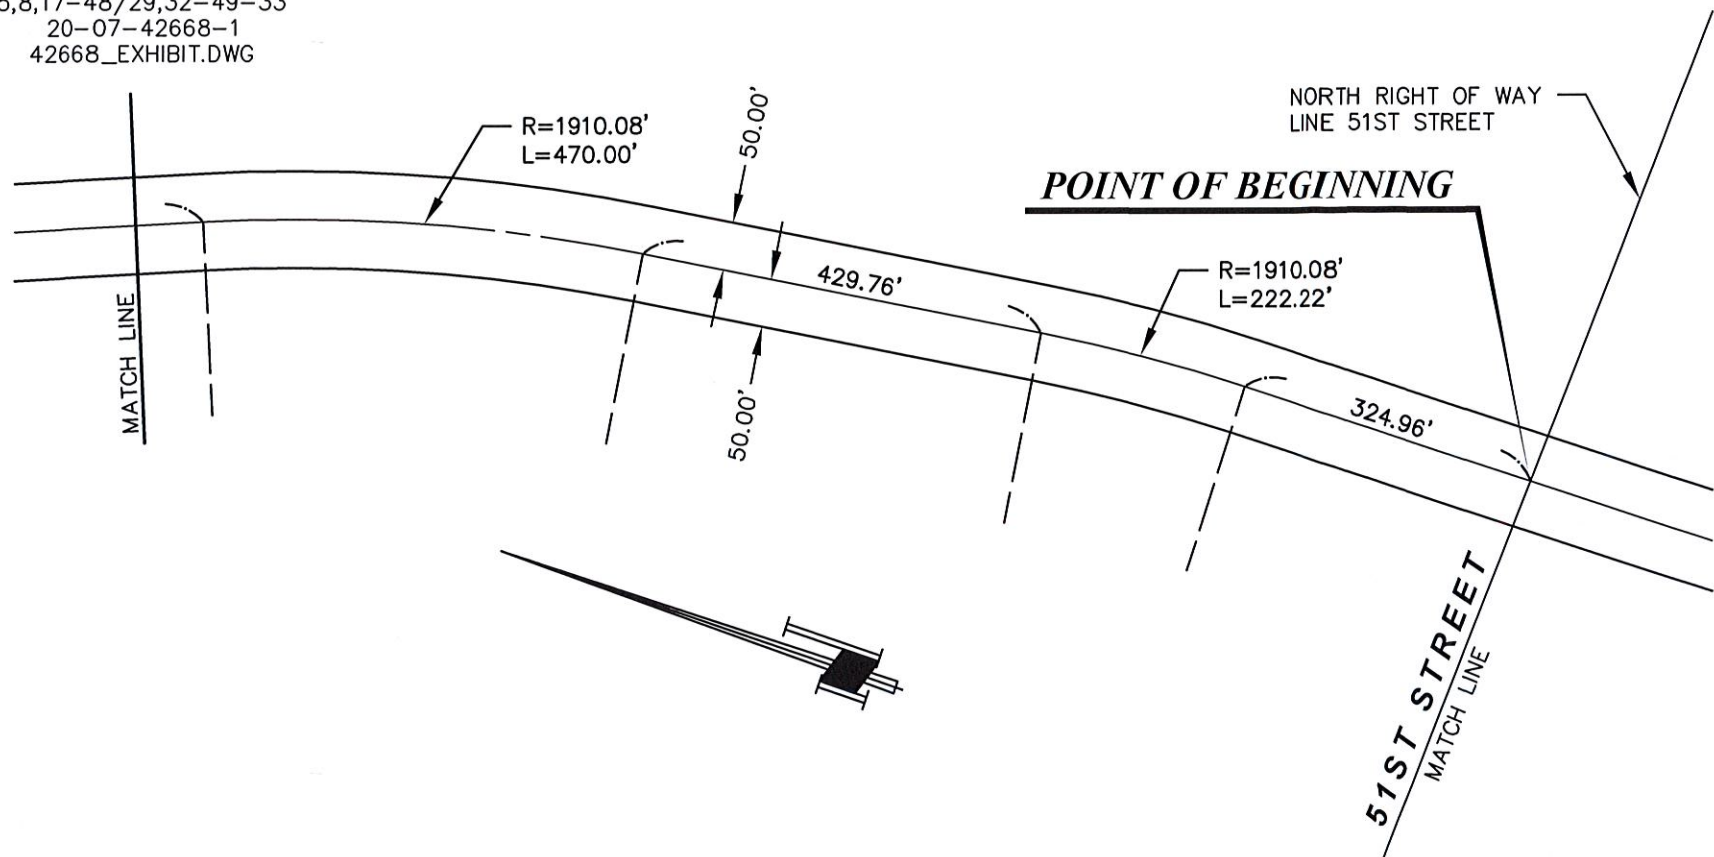 20-07-42668-1
42668_EXHIBIT.DWG
R=1910.08'
L=470.00'
50.00'
NORTH RIGHT OF WAY
LINE 51ST STREET
POINT OF BEGINNING
429.76'
R=1910.08'
L=222.22'
MATCH LINE
50.00'
324.96'
51ST STREET
MATCH LINE